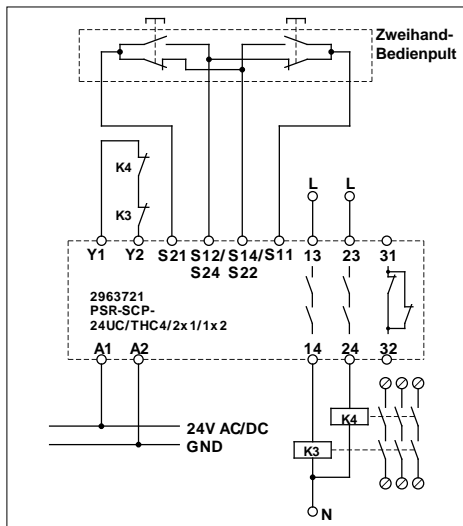 Zweihand-
Bedienpult
K4
K3
L L
Y1 Y2 S21 S12/ S14/ S11 13 23 31
S24 S22
2963721
PSR-SCP-
24UC/THC4/2x1/1x2
A1 A2 14 24 32
K4
24V AC/DC
GND
K3
N